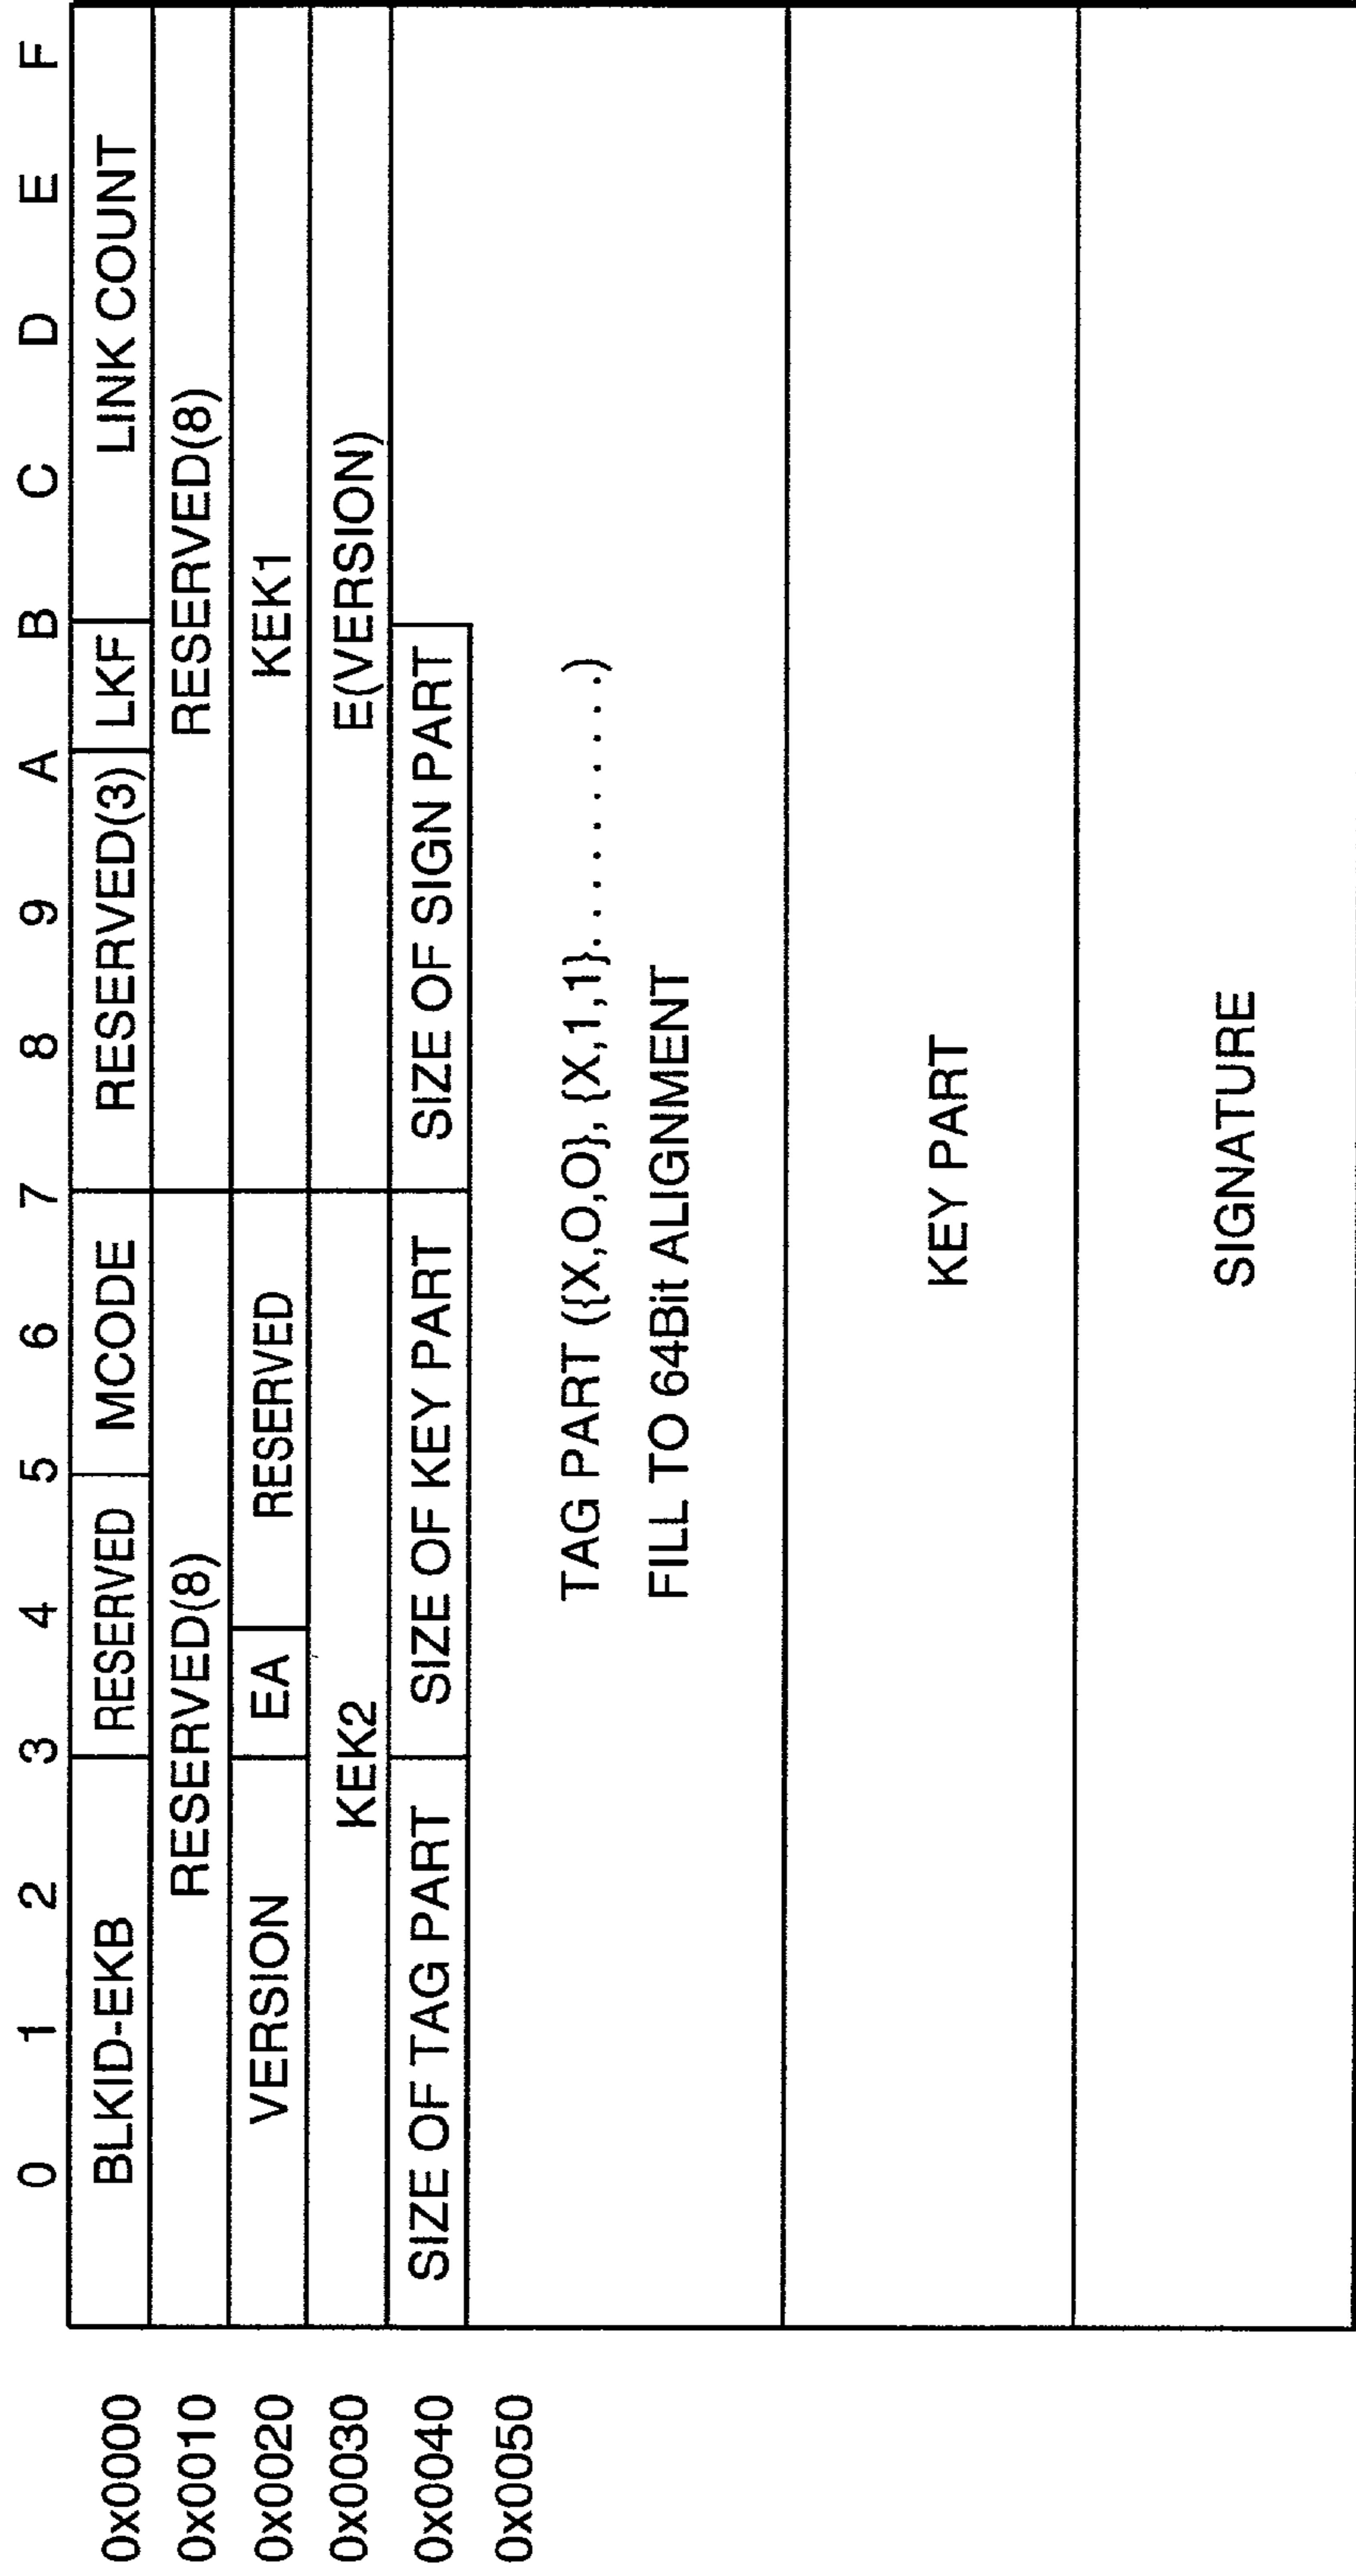 0 1 2 3 4 5 6 7 8 9 A B C D E F
0x0000 BLKID-EKB RESERVED MCODE RESERVED(3) LKF LINK COUNT
0x0010 RESERVED(8) RESERVED(8)
0x0020 VERSION EA RESERVED KEK1
0x0030 KEK2 E(VERSION)
0x0040 SIZE OF TAG PART SIZE OF KEY PART SIZE OF SIGN PART
0x0050
TAG PART ({X,O,O}, {X,1,1}. . . . . . . . . .)
FILL TO 64Bit ALIGNMENT
KEY PART
SIGNATURE